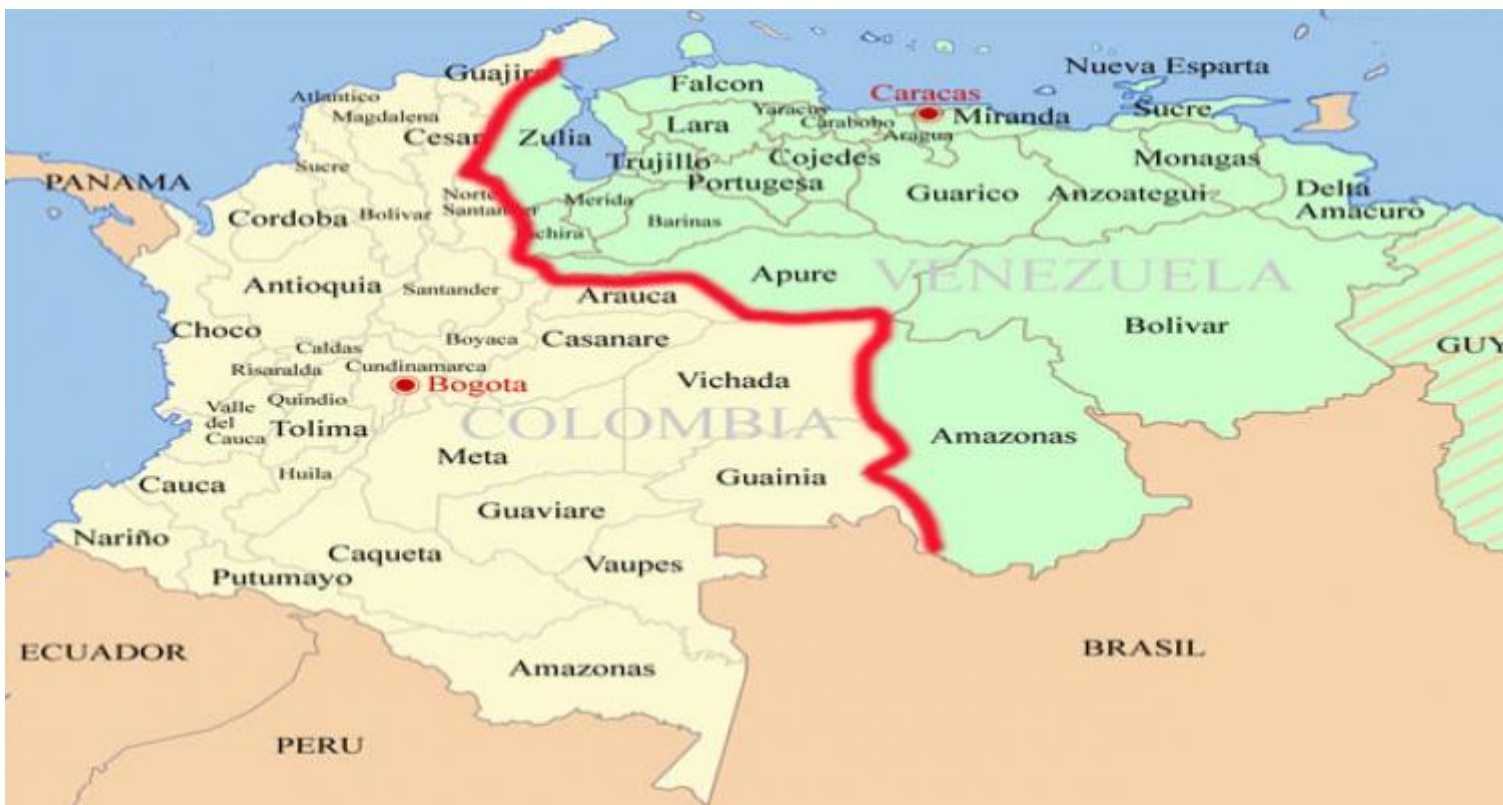 Nueva Esparta
Guajira
Falcon
Caracas
Atlantico
Magdalena
Yaracuy
Sucre
Miranda
Cesar
Zulia
Lara
Carabobo
Aragua
Sucre
Trujillo
Cojedes
Monagas
PANAMA
Portugesa
Guarico
Anzoategui
Delta
Amacuro
Norte
Santander
Merida
Cordoba
Bolivar
Barinas
chira
Apure
VENEZUELA
Antioquia
Santander
Arauca
Choco
Boyaca
Casanare
Bolivar
Caldas
GUY
Risaralda
Cundinamarca
Bogota
Vichada
Valle
del
Cauca
Quindio
Tolima
COLOMBIA
Amazonas
Meta
Huila
Guainia
Cauca
Guaviare
Nariño
Caqueta
Vaupes
Putumayo
ECUADOR
BRASIL
Amazonas
PERU